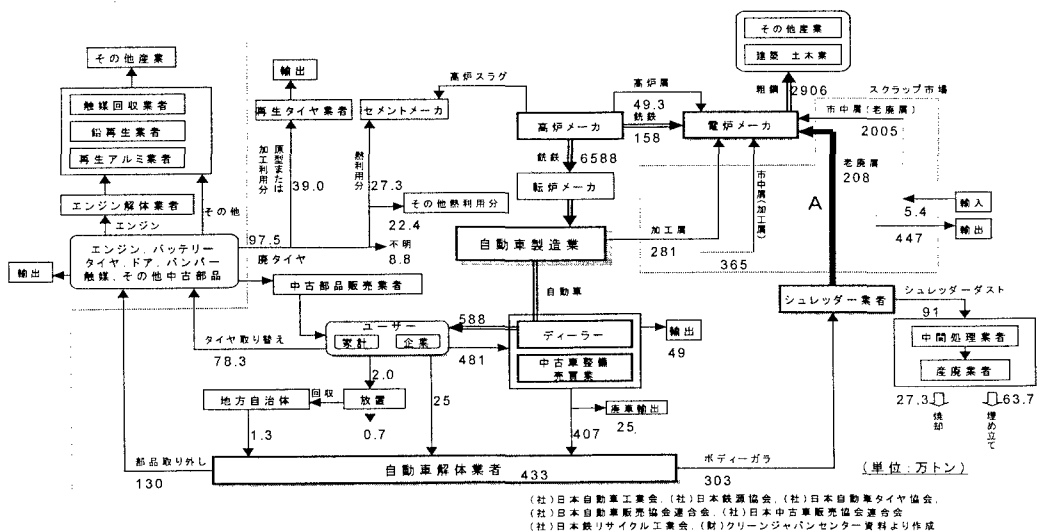 その他産業
建築 土木業
その他産業
輸出
高炉スラグ
高炉屑
49.3
粗鋼
2906
スクラップ市場
触媒回収業者
鉛再生業者
再生アルミ業者
再生タイヤ業者
セメントメーカ
高炉メーカ
銑鉄
158
電炉メーカ
市中屑(老廃屑)
2005
原型または
加工利用分
39.0
熱利用分
27.3
銑鉄
6588
転炉メーカ
市中屑(加工屑)
老廃屑
208
A
エンジン解体業者
エンジン
その他
その他熱利用分
22.4
輸入
5.4
輸出
447
97.5
廃タイヤ
不明
8.8
自動車製造業
加工屑
281
365
輸出
エンジン、バッテリー
タイヤ、ドア、バンパー
触媒、その他中古部品
中古部品販売業者
自動車
シュレッダー業者
シュレッダーダスト
91
ユーザー
家計
企業
588
481
ディーラー
中古車整備
売買業
輸出
49
中間処理業者
産廃業者
タイヤ取り替え
78.3
2.0
25
27.3
焼却
63.7
埋め立て
地方自治体
回収
放置
0.7
1.3
廃車輸出
25
407
部品取り外し
130
自動車解体業者
433
ボディーガラ
303
(単位:万トン)
(社)日本自動車工業会、(社)日本鉄源協会、(社)日本自動車タイヤ協会、
(社)日本自動車販売協会連合会、(社)日本中古車販売協会連合会
(社)日本鉄リサイクル工業会、(財)クリーンジャパンセンター資料より作成